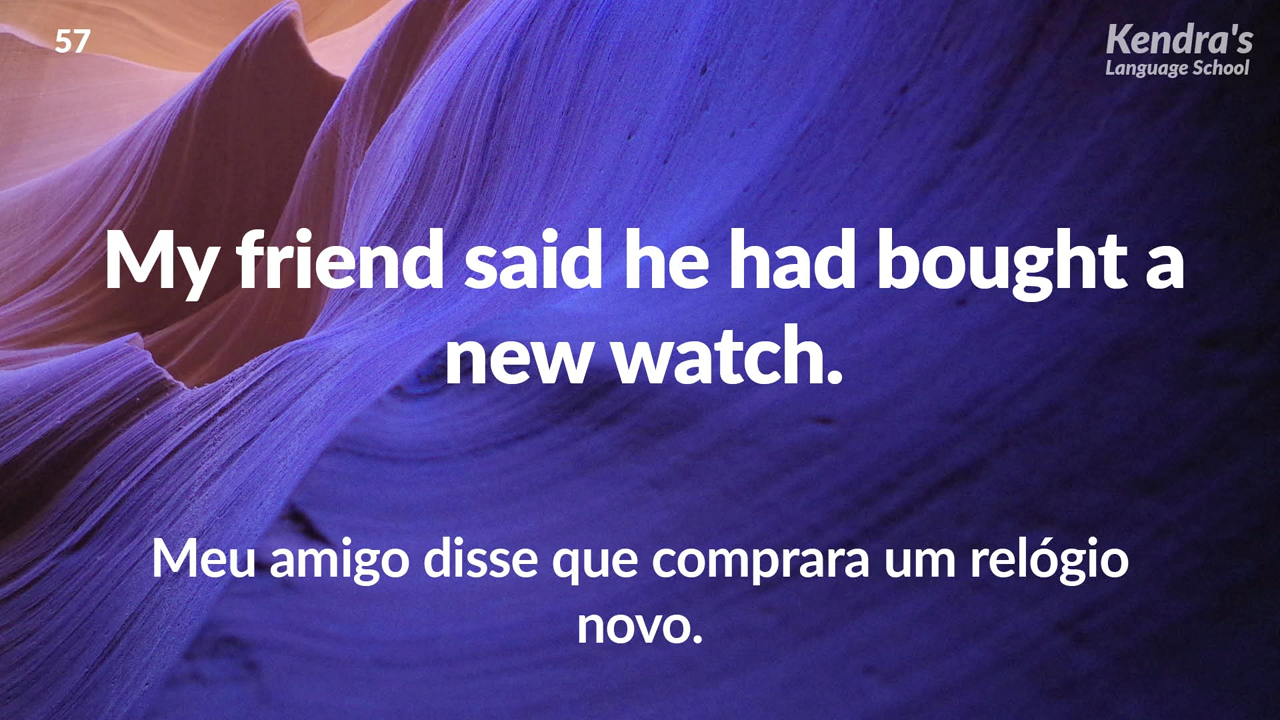 57
Kendra's
Language School
My friend said he had bought a
new watch.
Meu amigo disse que comprara um relógio
novo.